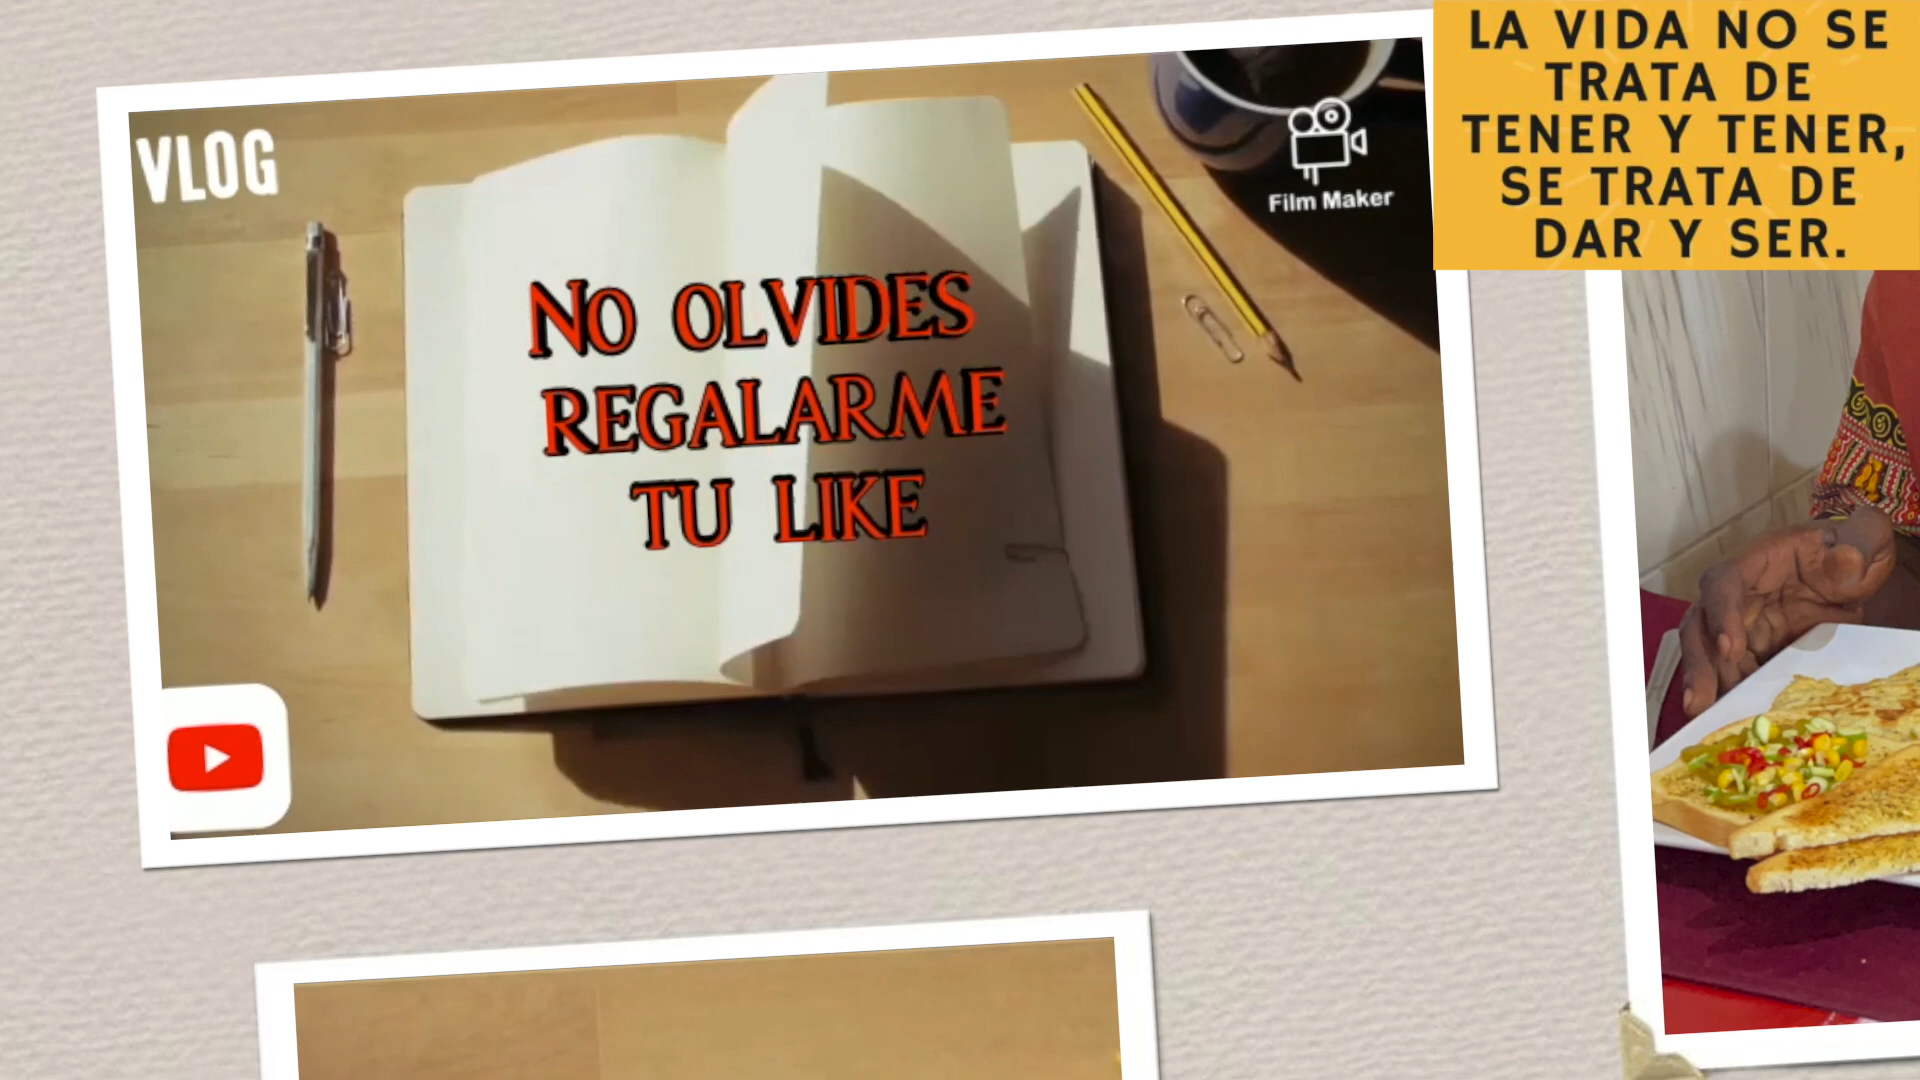 VLOG
Film Maker
NO OLVIDES
REGALARME
TU LIKE
LA VIDA NO SE
TRATA DE
TENER Y TENER,
SE TRATA DE
DAR Y SER.